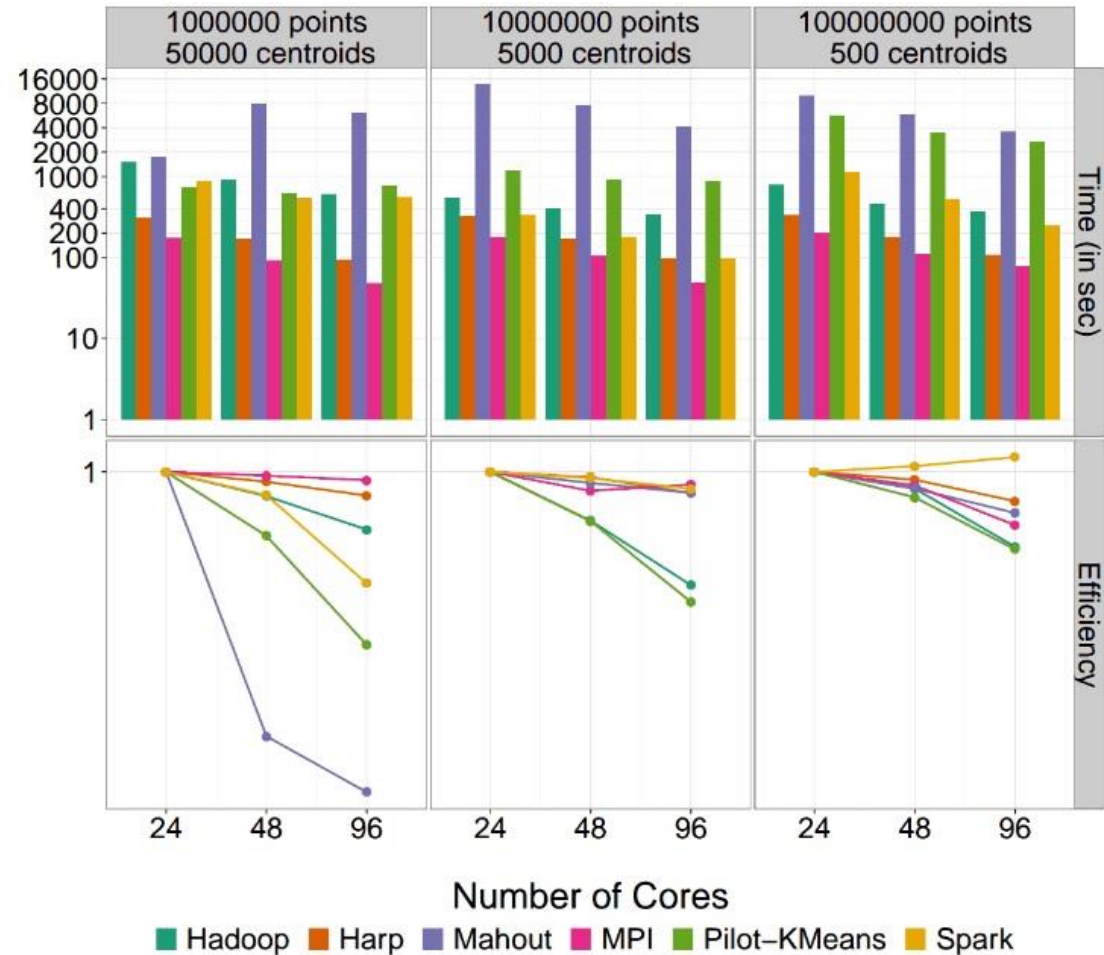 1000000 points
50000 centroids
10000000 points
5000 centroids
100000000 points
500 centroids
16000
8000
4000
2000
1000
400
200
100
10
1
Time (in sec)
1
Efficiency
24 48 96 24 48 96 24 48 96
Number of Cores
Hadoop Harp Mahout MPI Pilot-KMeans Spark